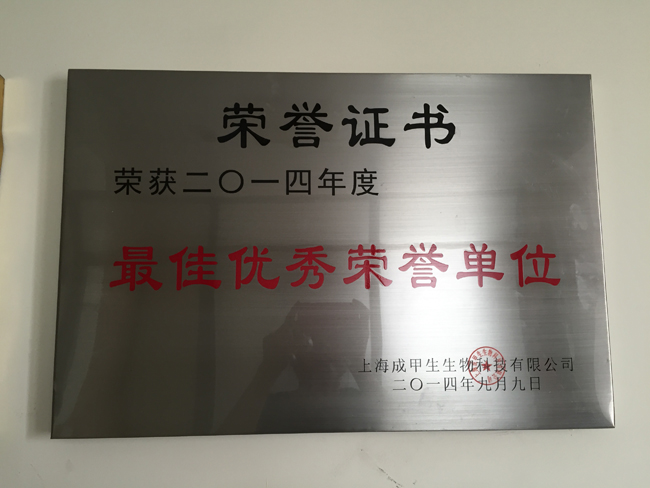 荣誉证书
荣获二〇一四年度
最佳优秀荣誉单位
上海成甲生生物科技有限公司
二〇一四年九月九日